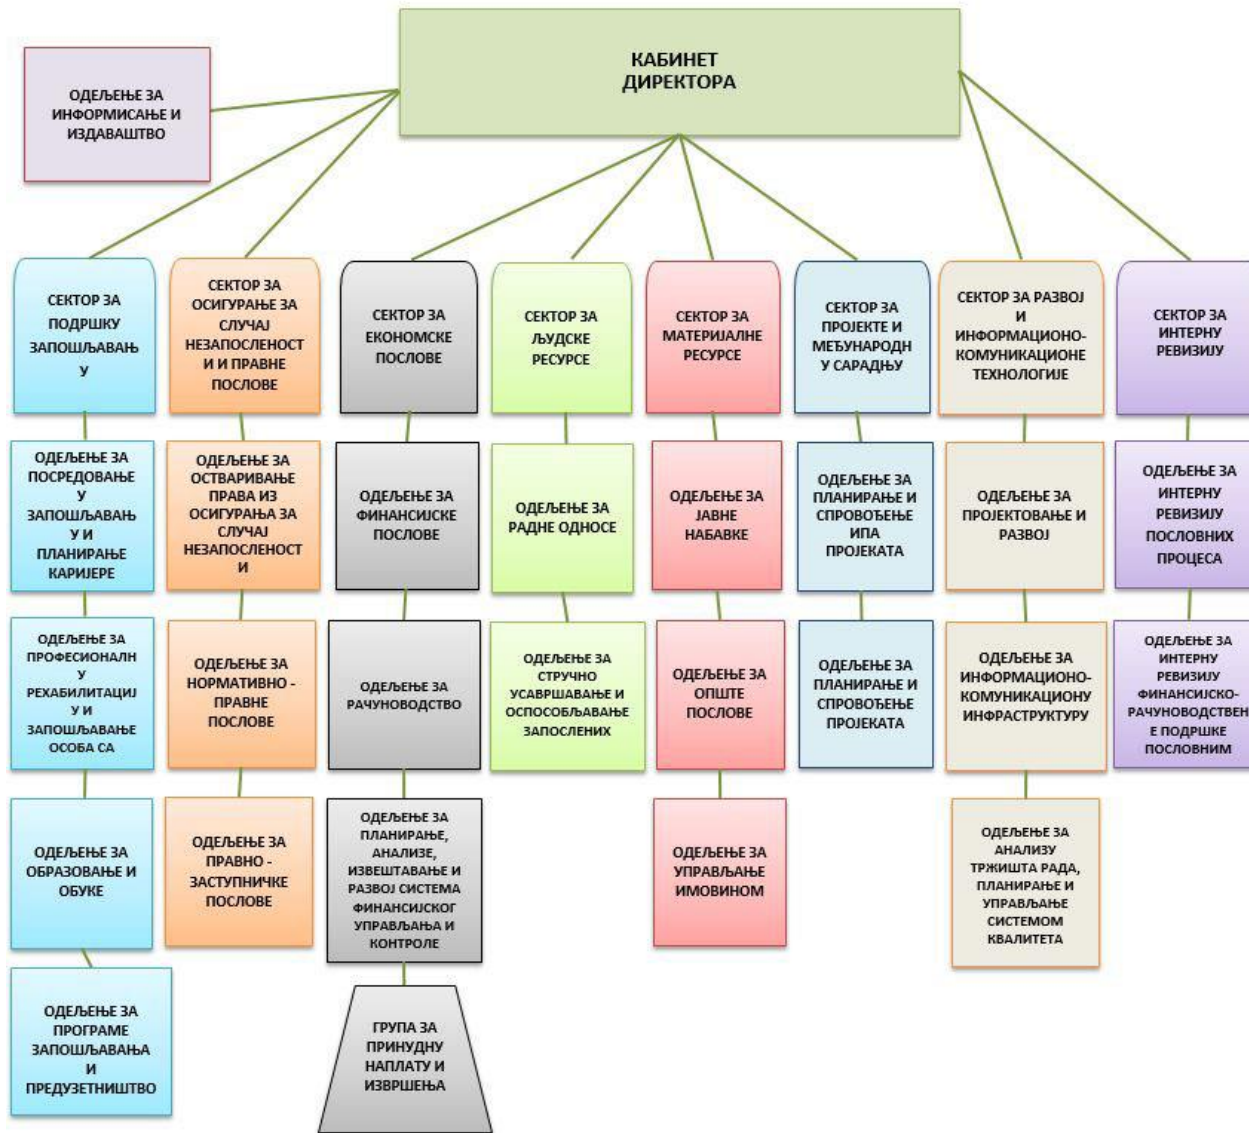 КАБИНЕТ
ДИРЕКТОРА
ОДЕЉЕЊЕ ЗА
ИНФОРМИСАЊЕ И
ИЗДАВАШТВО
СЕКТОР ЗА
ПОДРШКУ
ЗАПОШЉАВАЊ
У
СЕКТОР ЗА
ОСИГУРАЊЕ ЗА
СЛУЧАЈ
НЕЗАПОСЛЕНОСТ
И И ПРАВНЕ
ПОСЛОВЕ
СЕКТОР ЗА
ЕКОНОМСКЕ
ПОСЛОВЕ
СЕКТОР ЗА
ЉУДСКЕ
РЕСУРСЕ
СЕКТОР ЗА
МАТЕРИЈАЛНЕ
РЕСУРСЕ
СЕКТОР ЗА
ПРОЈЕКТЕ И
МЕЂУНАРОДН
У САРАДЊУ
СЕКТОР ЗА РАЗВОЈ
И
ИНФОРМАЦИОНО-
КОМУНИКАЦИОНЕ
ТЕХНОЛОГИЈЕ
СЕКТОР ЗА
ИНТЕРНУ
РЕВИЗИЈУ
ОДЕЉЕЊЕ ЗА
ПОСРЕДОВАЊЕ
У
ЗАПОШЉАВАЊ
У И
ПЛАНИРАЊЕ
КАРИЈЕРЕ
ОДЕЉЕЊЕ ЗА
ОСТВАРИВАЊЕ
ПРАВА ИЗ
ОСИГУРАЊА ЗА
СЛУЧАЈ
НЕЗАПОСЛЕНОСТ
И
ОДЕЉЕЊЕ ЗА
ФИНАНСИЈСКЕ
ПОСЛОВЕ
ОДЕЉЕЊЕ ЗА
РАДНЕ ОДНОСЕ
ОДЕЉЕЊЕ ЗА
ЈАВНЕ
НАБАВКЕ
ОДЕЉЕЊЕ ЗА
ПЛАНИРАЊЕ И
СПРОВОЂЕЊЕ
ИПА
ПРОЈЕКАТА
ОДЕЉЕЊЕ ЗА
ПРОЈЕКТОВАЊЕ И
РАЗВОЈ
ОДЕЉЕЊЕ ЗА
ИНТЕРНУ
РЕВИЗИЈУ
ПОСЛОВНИХ
ПРОЦЕСА
ОДЕЉЕЊЕ ЗА
ПРОФЕСИОНАЛН
У
РЕХАБИЛИТАЦИЈ
У И
ЗАПОШЉАВАЊЕ
ОСОБА СА
ОДЕЉЕЊЕ ЗА
НОРМАТИВНО -
ПРАВНЕ
ПОСЛОВЕ
ОДЕЉЕЊЕ ЗА
РАЧУНОВОДСТВО
ОДЕЉЕЊЕ ЗА
СТРУЧНО
УСАВРШАВАЊЕ И
ОСПОСОБЉАВАЊЕ
ЗАПОСЛЕНИХ
ОДЕЉЕЊЕ ЗА
ОПШТЕ
ПОСЛОВЕ
ОДЕЉЕЊЕ ЗА
ПЛАНИРАЊЕ И
СПРОВОЂЕЊЕ
ПРОЈЕКАТА
ОДЕЉЕЊЕ ЗА
ИНФОРМАЦИОНО-
КОМУНИКАЦИОНУ
ИНФРАСТРУКТУРУ
ОДЕЉЕЊЕ ЗА
ИНТЕРНУ
РЕВИЗИЈУ
ФИНАНСИЈСКО-
РАЧУНОВОДСТВЕН
Е ПОДРШКЕ
ПОСЛОВНИМ
ОДЕЉЕЊЕ ЗА
ОБРАЗОВАЊЕ И
ОБУКЕ
ОДЕЉЕЊЕ ЗА
ПРАВНО -
ЗАСТУПНИЧКЕ
ПОСЛОВЕ
ОДЕЉЕЊЕ ЗА
ПЛАНИРАЊЕ,
АНАЛИЗЕ,
ИЗВЕШТАВАЊЕ И
РАЗВОЈ СИСТЕМА
ФИНАНСИЈСКОГ
УПРАВЉАЊА И
КОНТРОЛЕ
ОДЕЉЕЊЕ ЗА
УПРАВЉАЊЕ
ИМОВИНОМ
ОДЕЉЕЊЕ ЗА
АНАЛИЗУ
ТРЖИШТА РАДА,
ПЛАНИРАЊЕ И
УПРАВЉАЊЕ
СИСТЕМОМ
КВАЛИТЕТА
ОДЕЉЕЊЕ ЗА
ПРОГРАМЕ
ЗАПОШЉАВАЊА
И
ПРЕДУЗЕТНИШТВО
ГРУПА ЗА
ПРИНУДНУ
НАПЛАТУ И
ИЗВРШЕЊА